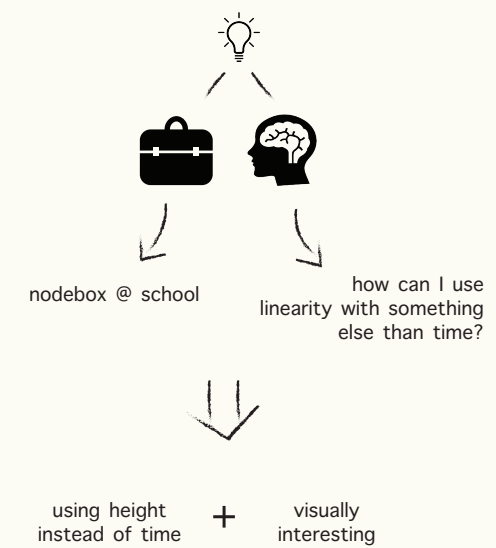 nodebox @ school
how can I use
linearity with something
else than time?
using height
instead of time
+
visually
interesting